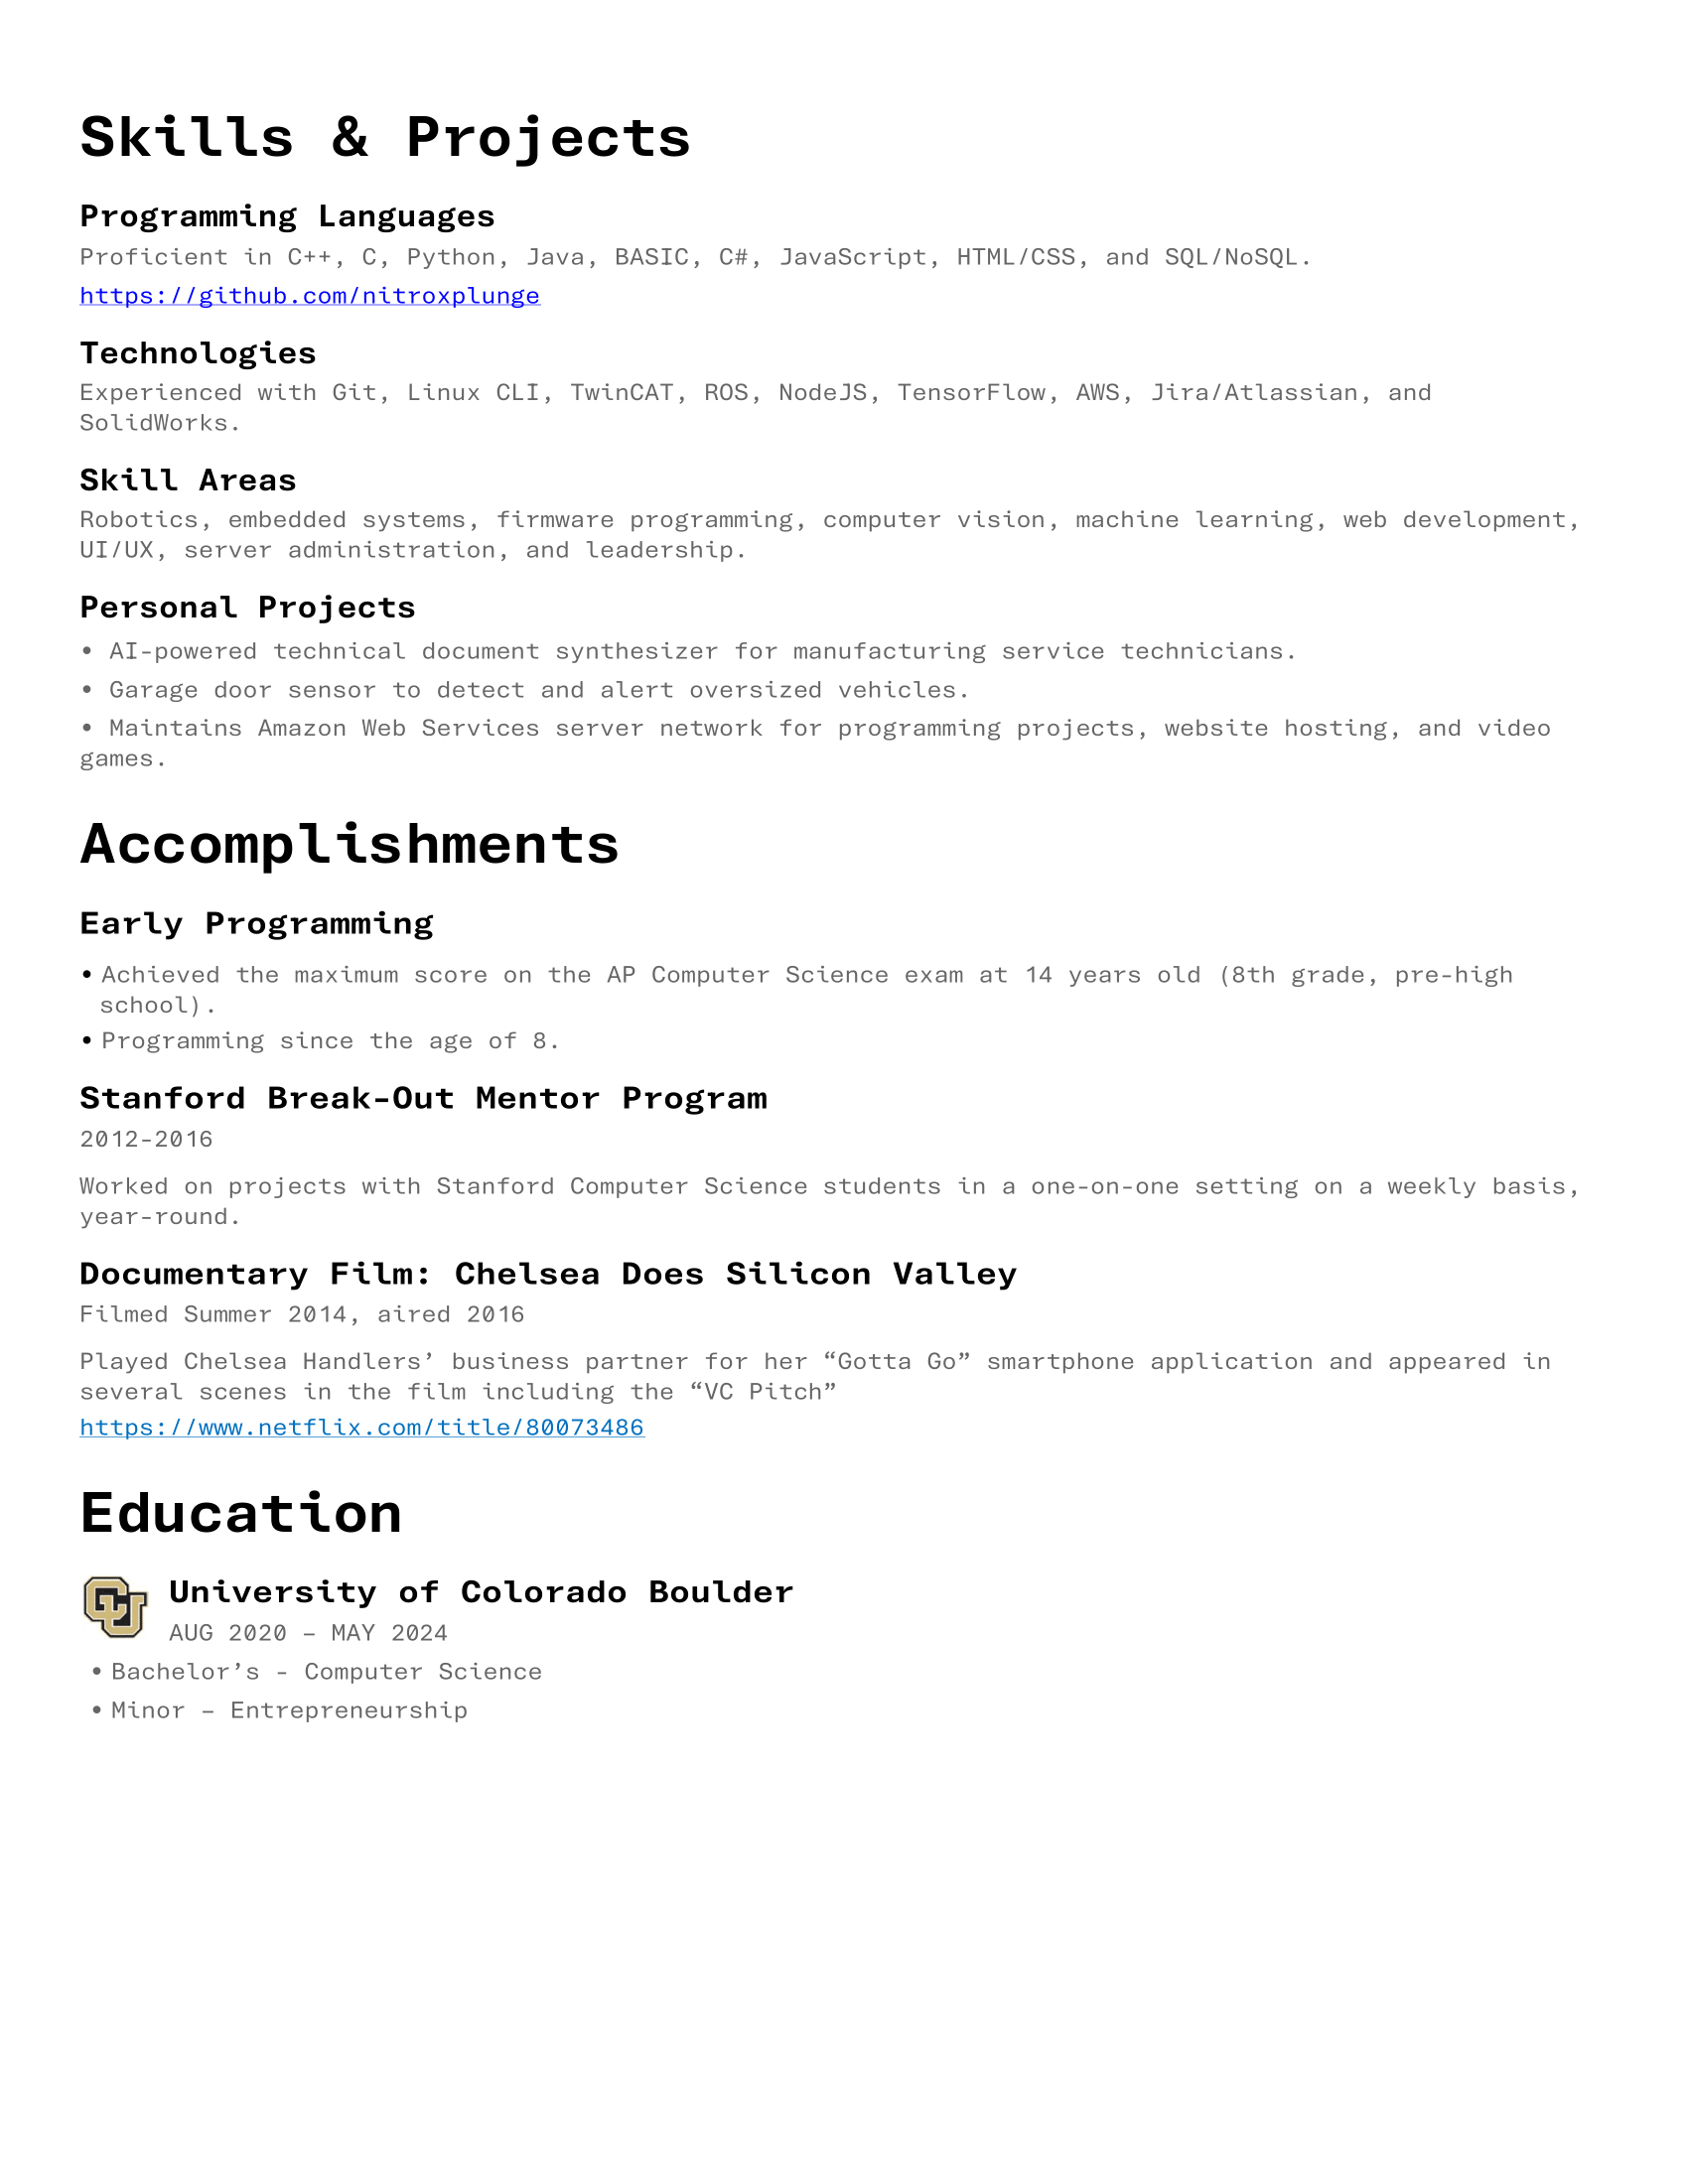 Skills & Projects
Programming Languages
Proficient in C++, C, Python, Java, BASIC, C#, JavaScript, HTML/CSS, and SQL/NoSQL.
https://github.com/nitroxplunge
Technologies
Experienced with Git, Linux CLI, TwinCAT, ROS, NodeJS, TensorFlow, AWS, Jira/Atlassian, and
SolidWorks.
Skill Areas
Robotics, embedded systems, firmware programming, computer vision, machine learning, web development,
UI/UX, server administration, and leadership.
Personal Projects
• AI-powered technical document synthesizer for manufacturing service technicians.
• Garage door sensor to detect and alert oversized vehicles.
• Maintains Amazon Web Services server network for programming projects, website hosting, and video
games.
Accomplishments
Early Programming
• Achieved the maximum score on the AP Computer Science exam at 14 years old (8th grade, pre-high
school).
• Programming since the age of 8.
Stanford Break-Out Mentor Program
2012-2016
Worked on projects with Stanford Computer Science students in a one-on-one setting on a weekly basis,
year-round.
Documentary Film: Chelsea Does Silicon Valley
Filmed Summer 2014, aired 2016
Played Chelsea Handlers’ business partner for her “Gotta Go” smartphone application and appeared in
several scenes in the film including the “VC Pitch”
https://www.netflix.com/title/80073486
Education
CU University of Colorado Boulder
AUG 2020 – MAY 2024
• Bachelor’s - Computer Science
• Minor – Entrepreneurship